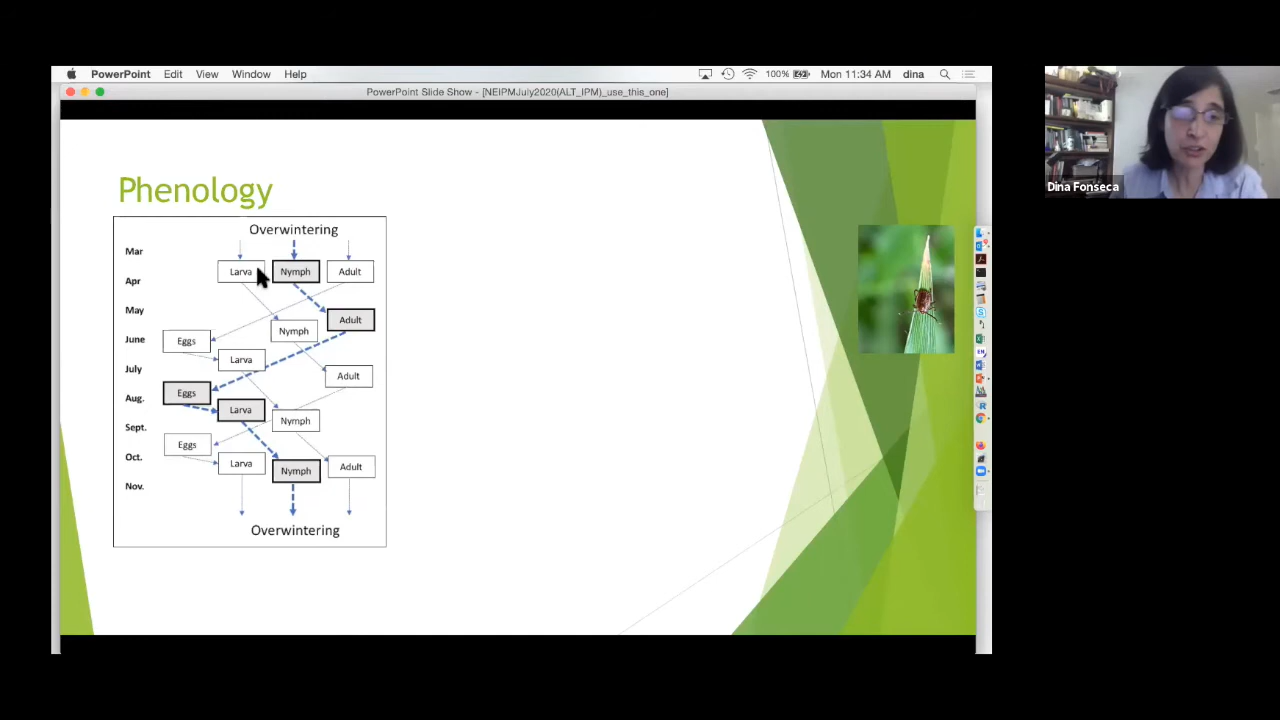 PowerPoint Edit View Window Help 100% Mon 11:34 AM dina
PowerPoint Slide Show - [NEIPMJuly2020(ALT_IPM)_use_this_one]
Dina Fonseca
Phenology
Overwintering
Mar
Larva Nymph Adult
Apr
May
Adult
Nymph
June
Eggs
Larva
July
Adult
Aug.
Eggs
Larva
Sept.
Nymph
Eggs
Oct.
Larva Nymph Adult
Nov.
Overwintering